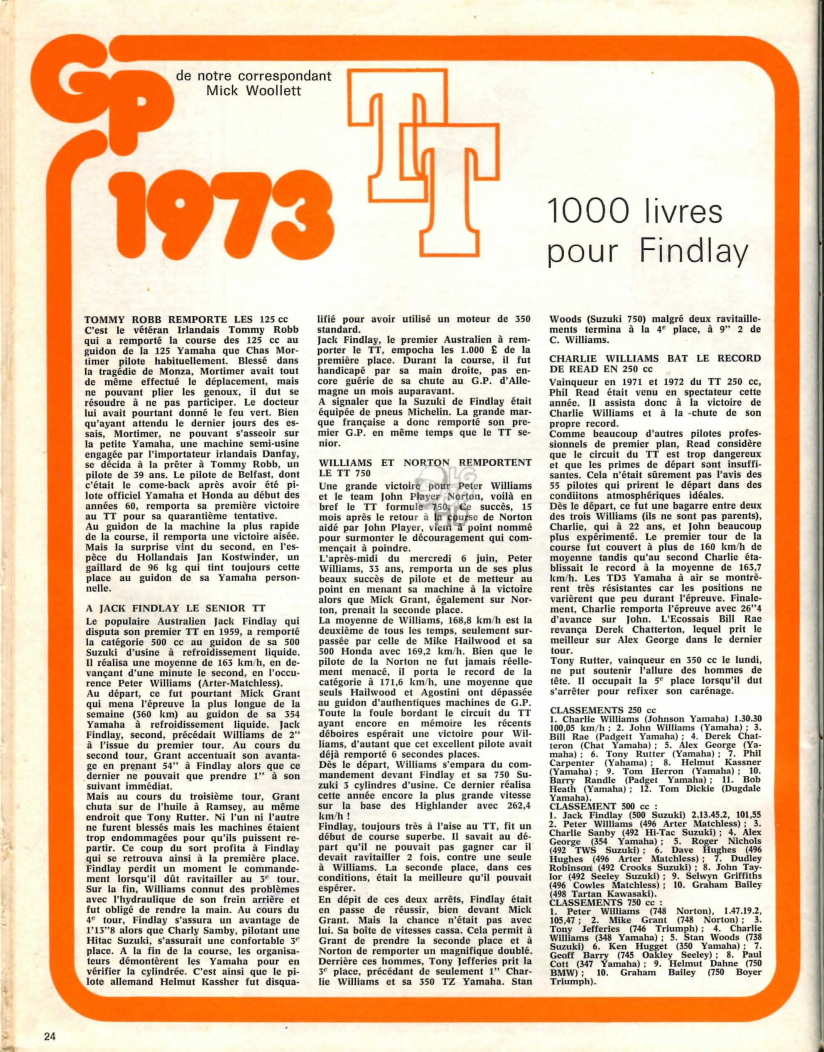 GP
1973
de notre correspondant
Mick Woollett
TT
1000 livres
pour Findlay
TOMMY ROBB REMPORTE LES 125 cc
C'est le vétéran Irlandais Tommy Robb
qui a remporté la course des 125 cc au
guidon de la 125 Yamaha que Chas Mor-
timer pilote habituellement. Blessé dans
la tragédie de Monza, Mortimer avait tout
de même effectué le déplacement, mais
ne pouvant plier les genoux, il dut se
résoudre à ne pas participer. Le docteur
lui avait pourtant donné le feu vert. Bien
qu'ayant attendu le dernier jours des es-
sais, Mortimer, ne pouvant s'asseoir sur
la petite Yamaha, une machine semi-usine
engagée par l'importateur irlandais Danfay,
se décida à la prêter à Tommy Robb, un
pilote de 39 ans. Le pilote de Belfast, dont
c'était le come-back après avoir été pi-
lote officiel Yamaha et Honda au début des
années 60, remporta sa première victoire
au TT pour sa quarantième tentative.
Au guidon de la machine la plus rapide
de la course, il remporta une victoire aisée.
Mais la surprise vint du second, en l'es-
pèce du Hollandais Jan Kostwinder, un
gaillard de 96 kg qui tint toujours cette
place au guidon de sa Yamaha person-
nelle.
A JACK FINDLAY LE SENIOR TT
Le populaire Australien Jack Findlay qui
disputa son premier TT en 1959, a remporté
la catégorie 500 cc au guidon de sa 500
Suzuki d'usine à refroidissement liquide.
Il réalisa une moyenne de 163 km/h, en de-
vançant d'une minute le second, en l'occu-
rence Peter Williams (Arter-Matchless).
Au départ, ce fut pourtant Mick Grant
qui mena l'épreuve la plus longue de la
semaine (360 km) au guidon de sa 354
Yamaha à refroidissement liquide. Jack
Findlay, second, précédait Williams de 2"
à l'issue du premier tour. Au cours du
second tour, Grant accentuait son avanta-
ge en prenant 54" à Findlay alors que ce
dernier ne pouvait que prendre 1" à son
suivant immédiat.
Mais au cours du troisième tour, Grant
chuta sur de l'huile à Ramsey, au même
endroit que Tony Rutter. Ni l'un ni l'autre
ne furent blessés mais les machines étaient
trop endommagées pour qu'ils puissent re-
partir. Ce coup du sort profita à Findlay
qui se retrouva ainsi à la première place.
Findlay perdit un moment le commande-
ment lorsqu'il dût ravitailler au 3e tour.
Sur la fin, Williams connut des problèmes
avec l'hydraulique de son frein arrière et
fut obligé de rendre la main. Au cours du
4e tour, Findlay s'assura un avantage de
1'13"8 alors que Charly Samby, pilotant une
Hitac Suzuki, s'assurait une confortable 3e
place. A la fin de la course, les organisa-
teurs démontèrent les Yamaha pour en
vérifier la cylindrée. C'est ainsi que le pi-
lote allemand Helmut Kassher fut disqua-
lifié pour avoir utilisé un moteur de 350
standard.
Jack Findlay, le premier Australien à rem-
porter le TT, empocha les 1.000 £ de la
première place. Durant la course, il fut
handicapé par sa main droite, pas en-
core guérie de sa chute au G.P. d'Alle-
magne un mois auparavant.
A signaler que la Suzuki de Findlay était
équipée de pneus Michelin. La grande mar-
que française a donc remporté son pre-
mier G.P. en même temps que le TT se-
nior.
WILLIAMS ET NORTON REMPORTENT
LE TT 750
Une grande victoire pour Peter Williams
et le team John Player Norton, voilà en
bref le TT formule 750. Ce succès, 15
mois après le retour à la course de Norton
aidé par John Player, vient à point nommé
pour surmonter le découragement qui com-
mençait à poindre.
L'après-midi du mercredi 6 juin, Peter
Williams, 33 ans, remporta un de ses plus
beaux succès de pilote et de metteur au
point en menant sa machine à la victoire
alors que Mick Grant, également sur Nor-
ton, prenait la seconde place.
La moyenne de Williams, 168,8 km/h est la
deuxième de tous les temps, seulement sur-
passée par celle de Mike Hailwood et sa
500 Honda avec 169,2 km/h. Bien que le
pilote de la Norton ne fut jamais réelle-
ment menacé, il porta le record de la
catégorie à 171,6 km/h, une moyenne que
seuls Hailwood et Agostini ont dépassée
au guidon d'authentiques machines de G.P.
Toute la foule bordant le circuit du TT
ayant encore en mémoire les récents
déboires espérait une victoire pour Wil-
liams, d'autant que cet excellent pilote avait
déjà remporté 6 secondes places.
Dès le départ, Williams s'empara du com-
mandement devant Findlay et sa 750 Su-
zuki 3 cylindres d'usine. Ce dernier réalisa
cette année encore la plus grande vitesse
sur la base des Highlander avec 262,4
km/h !
Findlay, toujours très à l'aise au TT, fit un
début de course superbe. Il savait au dé-
part qu'il ne pouvait pas gagner car il
devait ravitailler 2 fois, contre une seule
à Williams. La seconde place, dans ces
conditions, était la meilleure qu'il pouvait
espérer.
En dépit de ces deux arrêts, Findlay était
en passe de réussir, bien devant Mick
Grant. Mais la chance n'était pas avec
lui. Sa boîte de vitesses cassa. Cela permit à
Grant de prendre la seconde place et à
Norton de remporter un magnifique doublé.
Derrière ces hommes, Tony Jefferies prit la
3e place, précédant de seulement 1" Char-
lie Williams et sa 350 TZ Yamaha. Stan
Woods (Suzuki 750) malgré deux ravitaille-
ments termina à la 4e place, à 9" 2 de
C. Williams.
CHARLIE WILLIAMS BAT LE RECORD
DE READ EN 250 cc
Vainqueur en 1971 et 1972 du TT 250 cc,
Phil Read était venu en spectateur cette
année. Il assista donc à la victoire de
Charlie Williams et à la -chute de son
propre record.
Comme beaucoup d'autres pilotes profes-
sionnels de premier plan, Read considère
que le circuit du TT est trop dangereux
et que les primes de départ sont insuffi-
santes. Cela n'était sûrement pas l'avis des
55 pilotes qui prirent le départ dans des
condiitons atmosphériques idéales.
Dès le départ, ce fut une bagarre entre deux
des trois Williams (ils ne sont pas parents),
Charlie, qui à 22 ans, et John beaucoup
plus expérimenté. Le premier tour de la
course fut couvert à plus de 160 km/h de
moyenne tandis qu'au second Charlie éta-
blissait le record à la moyenne de 163,7
km/h. Les TD3 Yamaha à air se montrè-
rent très résistantes car les positions ne
varièrent que peu durant l'épreuve. Finale-
ment, Charlie remporta l'épreuve avec 26"4
d'avance sur John. L'Ecossais Bill Rae
revança Derek Chatterton, lequel prit le
meilleur sur Alex George dans le dernier
tour.
Tony Rutter, vainqueur en 350 cc le lundi,
ne put soutenir l'allure des hommes de
tête. Il occupait la 5e place lorsqu'il dut
s'arrêter pour refixer son carénage.
CLASSEMENTS 250 cc
1. Charlie Williams (Johnson Yamaha) 1.30.30
100,05 km/h ; 2. John Williams (Yamaha) ; 3.
Bill Rae (Padgett Yamaha) ; 4. Derek Chat-
teron (Chat Yamaha) ; 5. Alex George (Ya-
maha) ; 6. Tony Rutter (Yamaha) ; 7. Phil
Carpenter (Yahama) ; 8. Helmut Kassner
(Yamaha) ; 9. Tom Herron (Yamaha) ; 10.
Barry Randle (Padget Yamaha) ; 11. Bob
Heath (Yamaha) ; 12. Tom Dickie (Dugdale
Yamaha).
CLASSEMENT 500 cc :
1. Jack Findlay (500 Suzuki) 2.13.45.2, 101,55
2. Peter Williams (496 Arter Matchless) ; 3.
Charlie Sanby (492 Hi-Tac Suzuki) ; 4. Alex
George (354 Yamaha) ; 5. Roger Nichols
(492 TWS Suzuki) ; 6. Dave Hughes (496
Hughes (496 Arter Matchless) ; 7. Dudley
Robinson (492 Crooks Suzuki) ; 8. John Tay-
lor (492 Seeley Suzuki) ; 9. Selwyn Griffiths
(496 Cowles Matchless) ; 10. Graham Bailey
(498 Tartan Kawasaki).
CLASSEMENTS 750 cc :
1. Peter Williams (748 Norton), 1.47.19.2,
105,47 ; 2. Mike Grant (748 Norton) ; 3.
Tony Jefferies (746 Triumph) ; 4. Charlie
Williams (348 Yamaha) ; 5. Stan Woods (738
Suzuki) 6. Ken Hugget (350 Yamaha) ; 7.
Geoff Barry (745 Oakley Seeley) ; 8. Paul
Cott (347 Yamaha) ; 9. Helmut Dahne (750
BMW) ; 10. Graham Bailey (750 Boyer
Triumph).
24